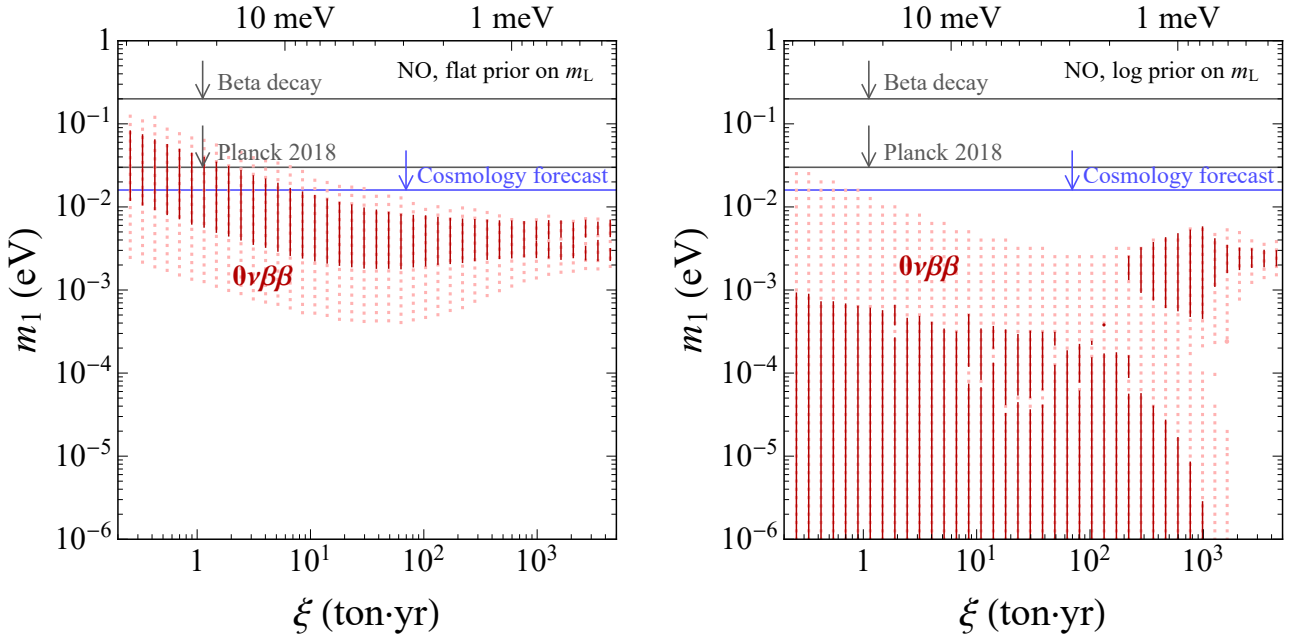 10 meV 1 meV
1
NO, flat prior on m_L
Beta decay
10⁻¹
Planck 2018
Cosmology forecast
10⁻²
0νββ
10⁻³
10⁻⁴
10⁻⁵
10⁻⁶
m₁ (eV)
1 10¹ 10² 10³
ξ (ton·yr)
10 meV 1 meV
1
NO, log prior on m_L
Beta decay
10⁻¹
Planck 2018
Cosmology forecast
10⁻²
0νββ
10⁻³
10⁻⁴
10⁻⁵
10⁻⁶
m₁ (eV)
1 10¹ 10² 10³
ξ (ton·yr)